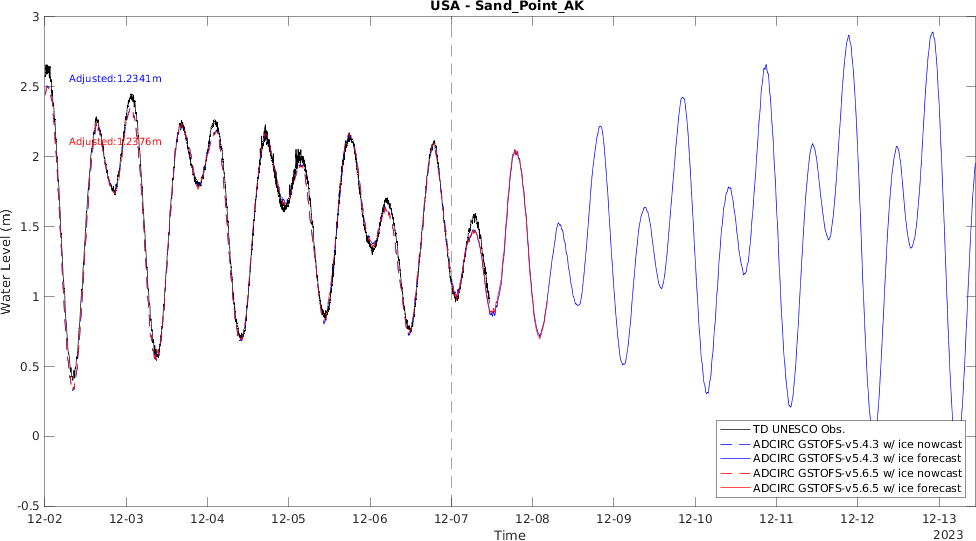 USA - Sand_Point_AK
3
2.5
2
1.5
1
0.5
0
-0.5
Water Level (m)
Adjusted:1.2341m
Adjusted:1.2376m
TD UNESCO Obs.
ADCIRC GSTOFS-v5.4.3 w/ ice nowcast
ADCIRC GSTOFS-v5.4.3 w/ ice forecast
ADCIRC GSTOFS-v5.6.5 w/ ice nowcast
ADCIRC GSTOFS-v5.6.5 w/ ice forecast
12-02 12-03 12-04 12-05 12-06 12-07 12-08 12-09 12-10 12-11 12-12 12-13
Time
2023